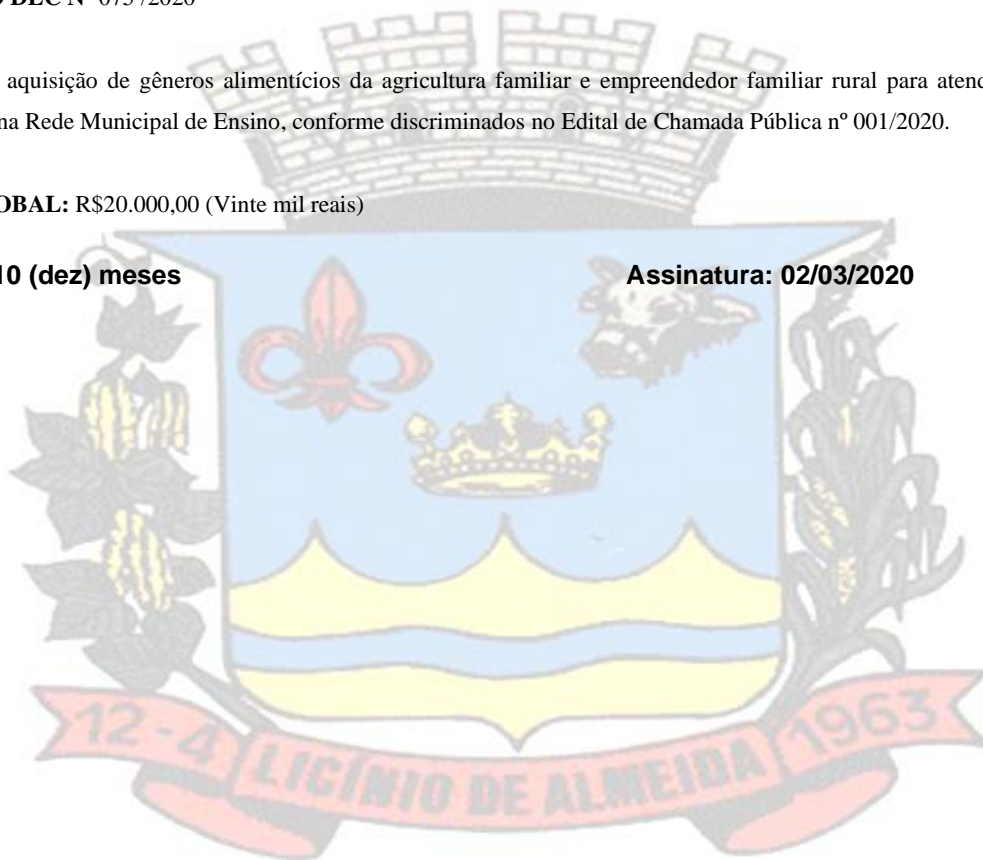 DEC Nº 075 /2020
aquisição de gêneros alimentícios da agricultura familiar e empreendedor familiar rural para atend
na Rede Municipal de Ensino, conforme discriminados no Edital de Chamada Pública nº 001/2020.
OBAL: R$20.000,00 (Vinte mil reais)
10 (dez) meses Assinatura: 02/03/2020
12-4 LICÍNIO DE ALMEIDA 1963